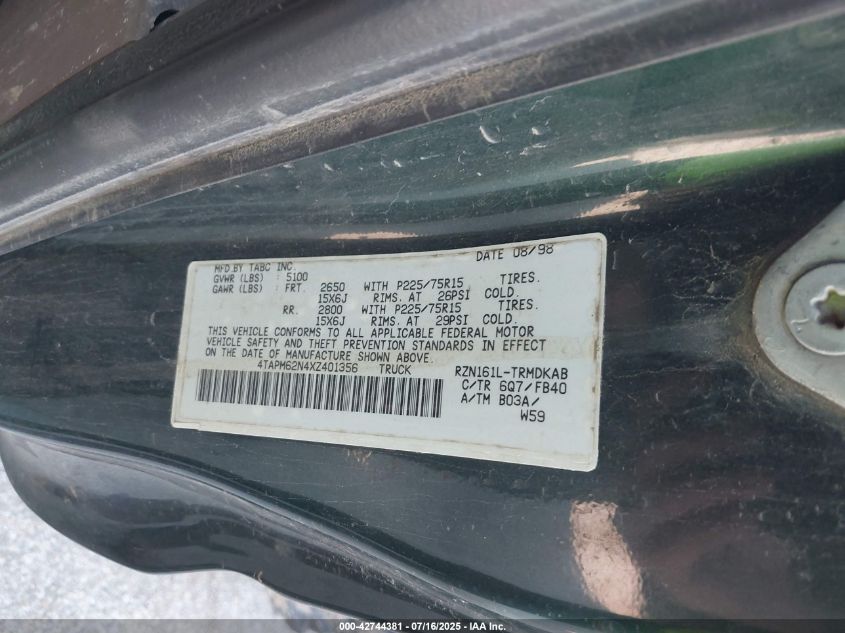 DATE 08/98
MFD.BY TABC INC.
GVWR (LBS) : 5100
GAWR (LBS) : FRT. 2650 WITH P225/75R15 TIRES.
15X6J RIMS. AT 26PSI COLD.
RR. 2800 WITH P225/75R15 TIRES.
15X6J RIMS. AT 29PSI COLD.
THIS VEHICLE CONFORMS TO ALL APPLICABLE FEDERAL MOTOR
VEHICLE SAFETY AND THEFT PREVENTION STANDARDS IN EFFECT
ON THE DATE OF MANUFACTURE SHOWN ABOVE.
4TAPM62N4XZ401356 TRUCK RZN161L-TRMDKAB
C/TR 6Q7/FB40
A/TM B03A/
W59
000-42744381 - 07/16/2025 - IAA Inc.